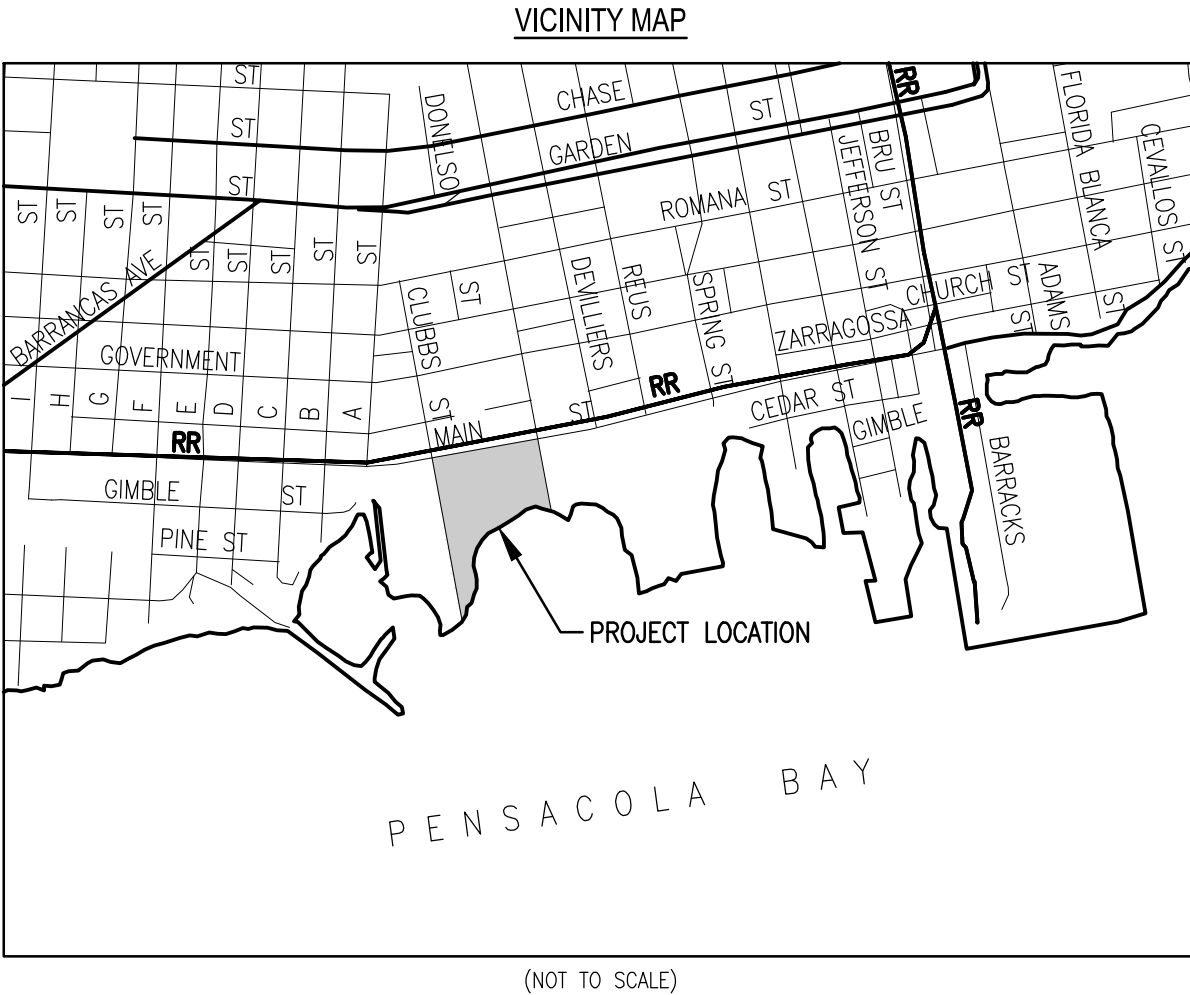 VICINITY MAP
ST
CHASE
ST
RR
DONELSON
ST
GARDEN
ST
FLORIDA BLANCA ST
CEVALLOS ST
BRU ST
JEFFERSON ST
ROMANA ST
ST
ST
ST
ST
ST
ST
ST
ST
ST
BARRANCAS AVE
CLUBBS ST
ST
DEVILLIERS
REUS
SPRING ST
CHURCH ST
ADAMS ST
ZARRAGOSSA
GOVERNMENT
RR
I
H
G
F
E
D
C
B
A
MAIN ST
CEDAR ST
GIMBLE
RR
RR
BARRACKS
GIMBLE ST
PINE ST
PROJECT LOCATION
PENSACOLA BAY
(NOT TO SCALE)